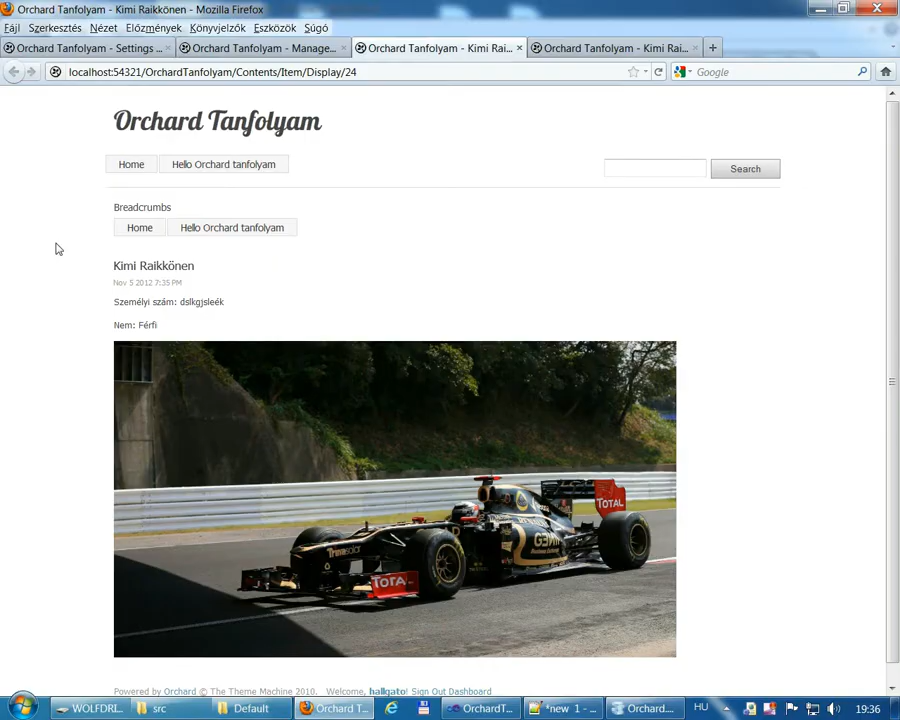 Orchard Tanfolyam - Kimi Raikkönen - Mozilla Firefox
Fájl Szerkesztés Nézet Előzmények Könyvjelzők Eszközök Súgó
Orchard Tanfolyam - Settings ... × Orchard Tanfolyam - Manage... × Orchard Tanfolyam - Kimi Rai... × Orchard Tanfolyam - Kimi Rai... × +
localhost:54321/OrchardTanfolyam/Contents/Item/Display/24 Google
Orchard Tanfolyam
Home Hello Orchard tanfolyam Search
Breadcrumbs
Home Hello Orchard tanfolyam
Kimi Raikkönen
Nov 5 2012 7:35 PM
Személyi szám: dslkgjsleék
Nem: Férfi
TOTAL
Trimasolar
TOTA
Powered by Orchard © The Theme Machine 2010. Welcome, hallgato! Sign Out Dashboard
WOLFDRI... src Default Orchard T... OrchardT... *new 1 - ... Orchard.... HU 19:36